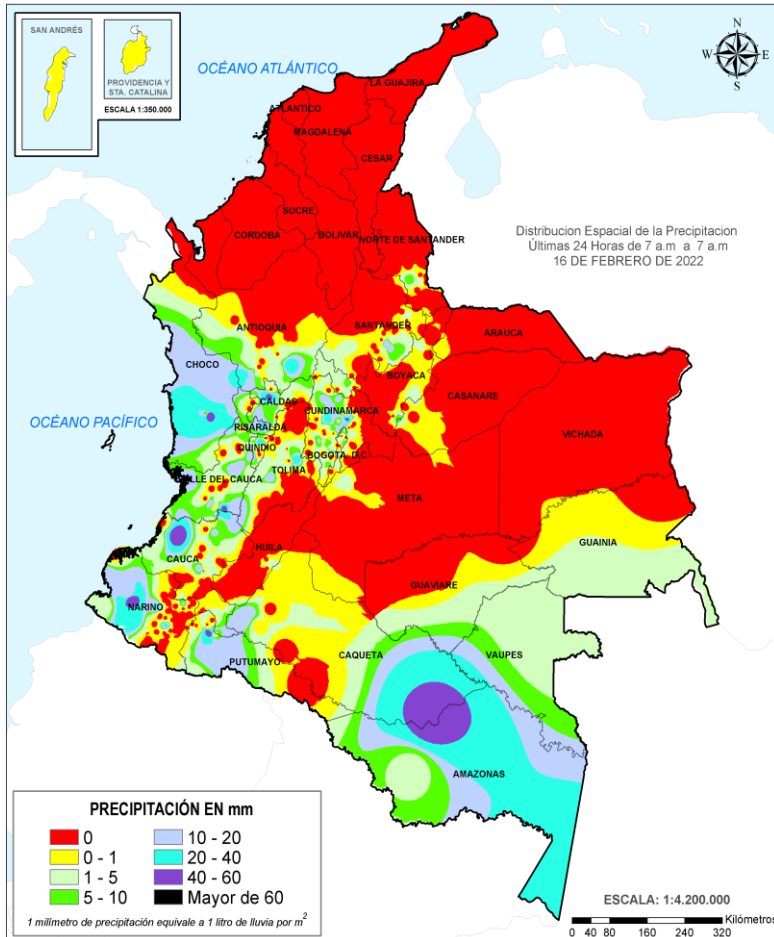 SAN ANDRÉS
PROVIDENCIA Y
STA. CATALINA
ESCALA 1:350.000
OCÉANO ATLÁNTICO
N
W E
S
LA GUAJIRA
ATLANTICO
MAGDALENA
CESAR
SUCRE
CORDOBA
BOLIVAR
NORTE DE SANTANDER
Distribucion Espacial de la Precipitacion
Últimas 24 Horas de 7 a.m a 7 a.m
16 DE FEBRERO DE 2022
ANTIOQUIA
SANTANDER
ARAUCA
CHOCO
BOYACA
CASANARE
CALDAS
CUNDINAMARCA
OCÉANO PACÍFICO
RISARALDA
VICHADA
QUINDIO
BOGOTA D.C.
TOLIMA
VALLE DEL CAUCA
META
GUAINIA
HUILA
CAUCA
GUAVIARE
NARINO
CAQUETA
VAUPES
PUTUMAYO
AMAZONAS
PRECIPITACIÓN EN mm
0
0 - 1
1 - 5
5 - 10
10 - 20
20 - 40
40 - 60
Mayor de 60
1 milímetro de precipitación equivale a 1 litro de lluvia por m2
ESCALA: 1:4.200.000
Kilómetros
0 40 80 160 240 320